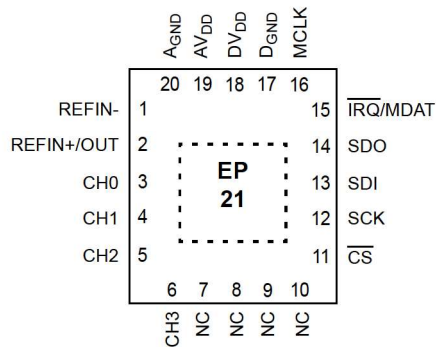 AGND AVDD DVDD DGND MCLK
20 19 18 17 16
REFIN- 1 15 IRQ/MDAT
REFIN+/OUT 2 14 SDO
EP
CH0 3 13 SDI
21
CH1 4 12 SCK
CH2 5 11 CS
6 7 8 9 10
CH3 NC NC NC NC